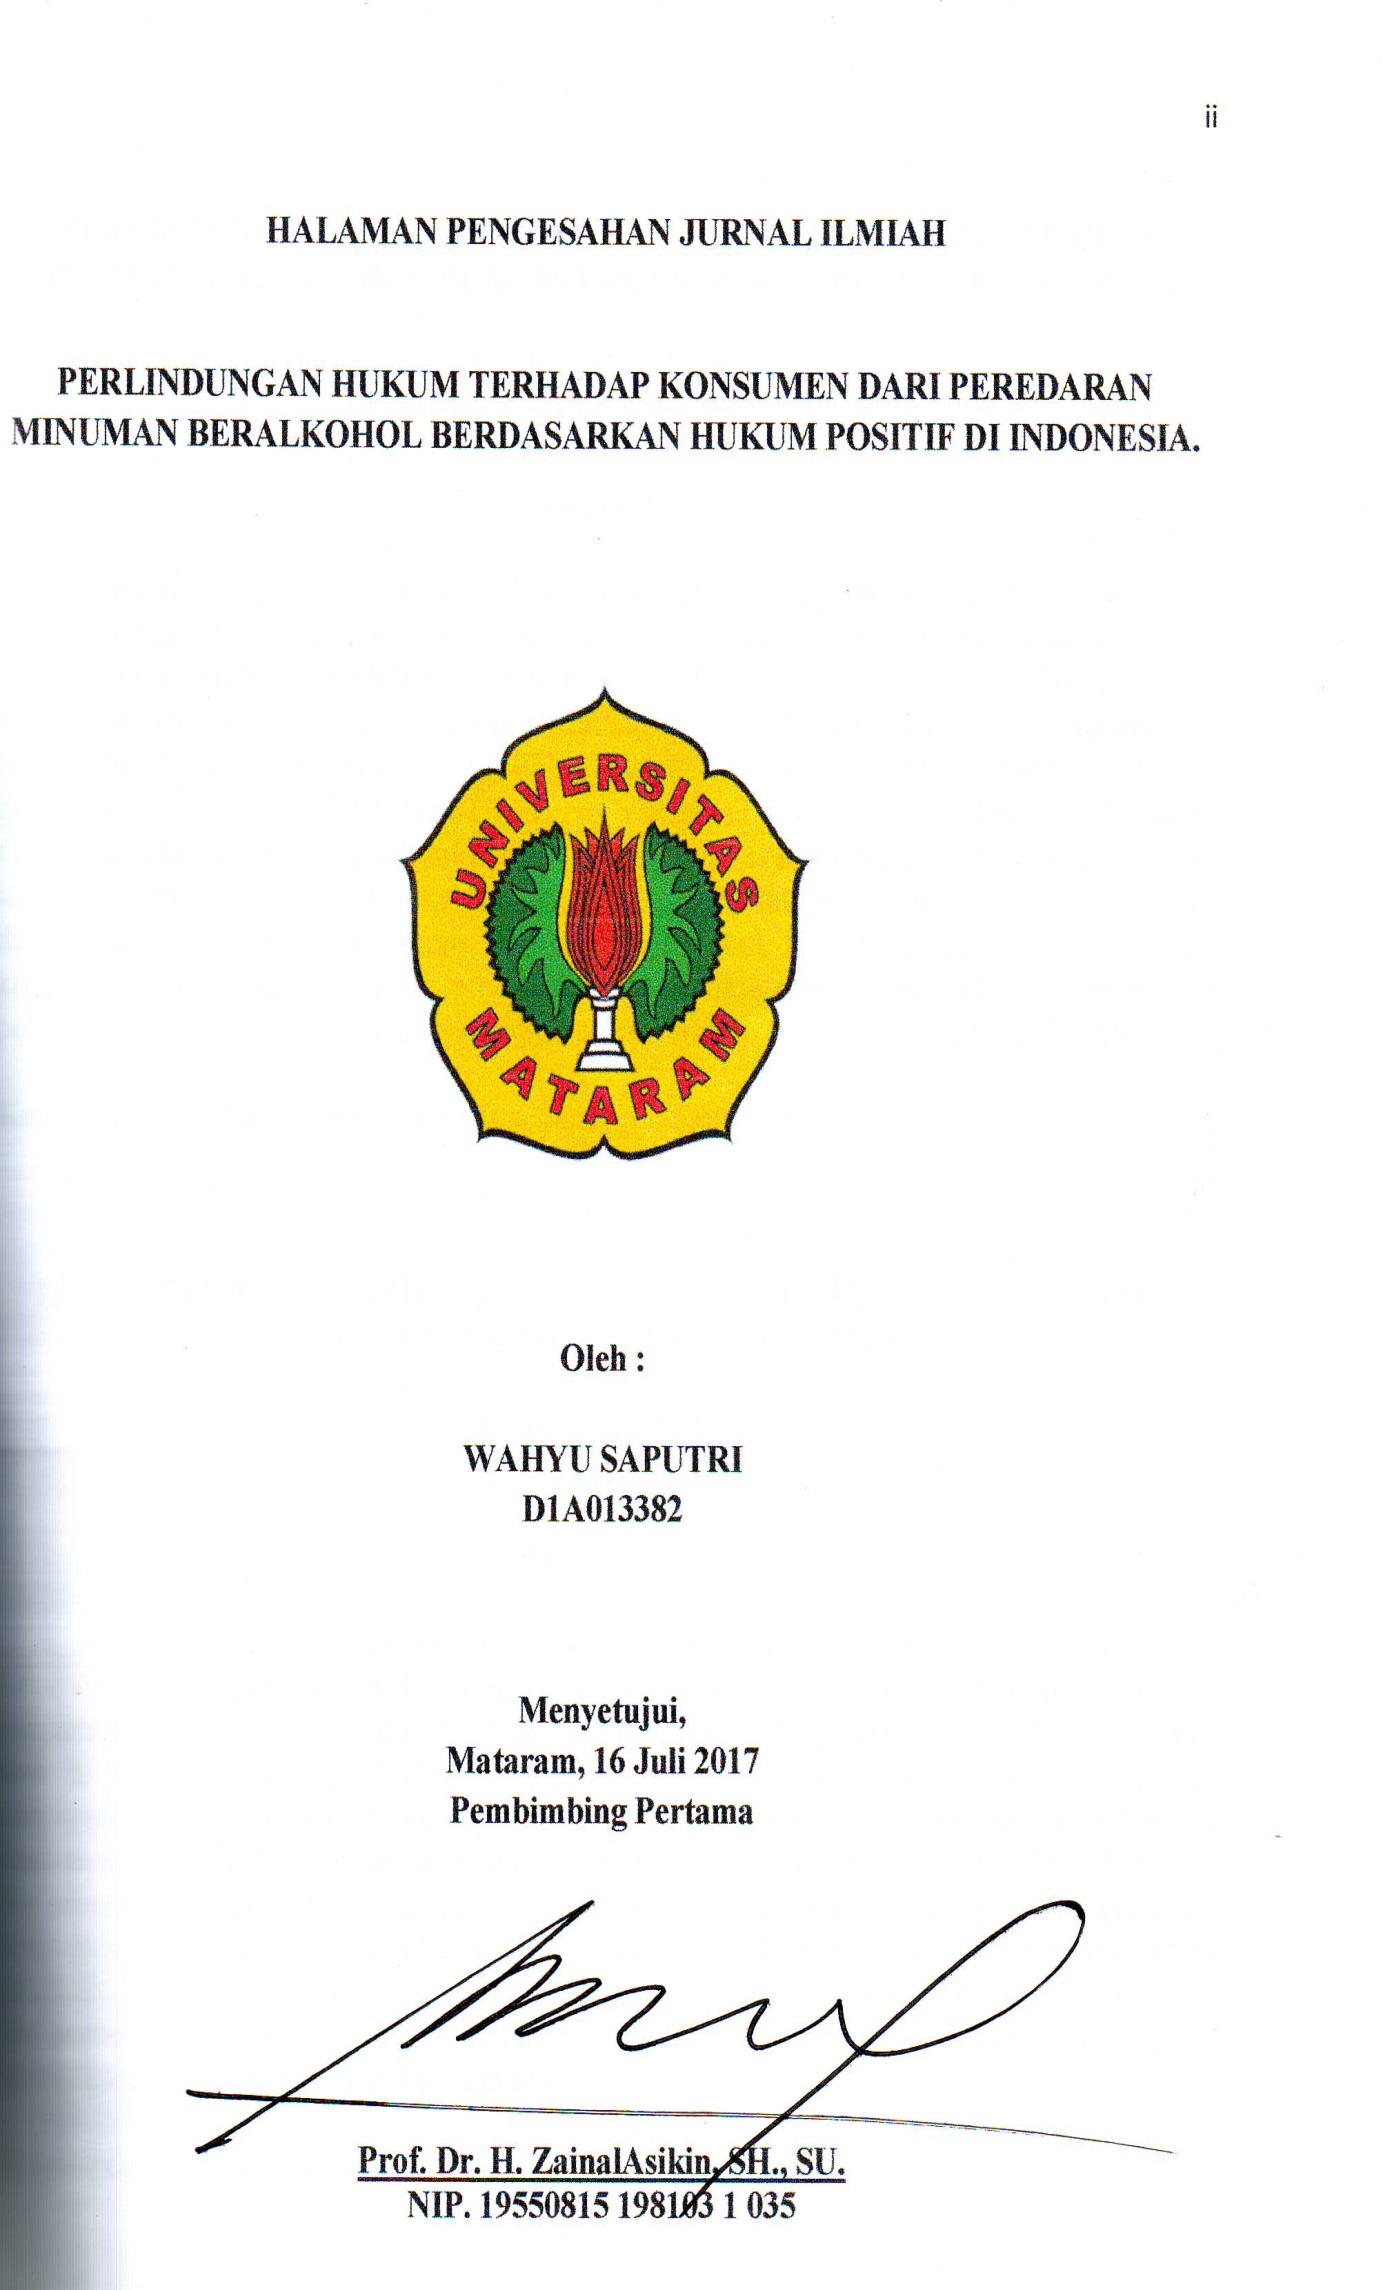 ii
HALAMAN PENGESAHAN JURNAL ILMIAH
PERLINDUNGAN HUKUM TERHADAP KONSUMEN DARI PEREDARAN
MINUMAN BERALKOHOL BERDASARKAN HUKUM POSITIF DI INDONESIA.
UNIVERSITAS
MATARAM
Oleh :
WAHYU SAPUTRI
D1A013382
Menyetujui,
Mataram, 16 Juli 2017
Pembimbing Pertama
Prof. Dr. H. ZainalAsikin, SH., SU.
NIP. 19550815 198103 1 035